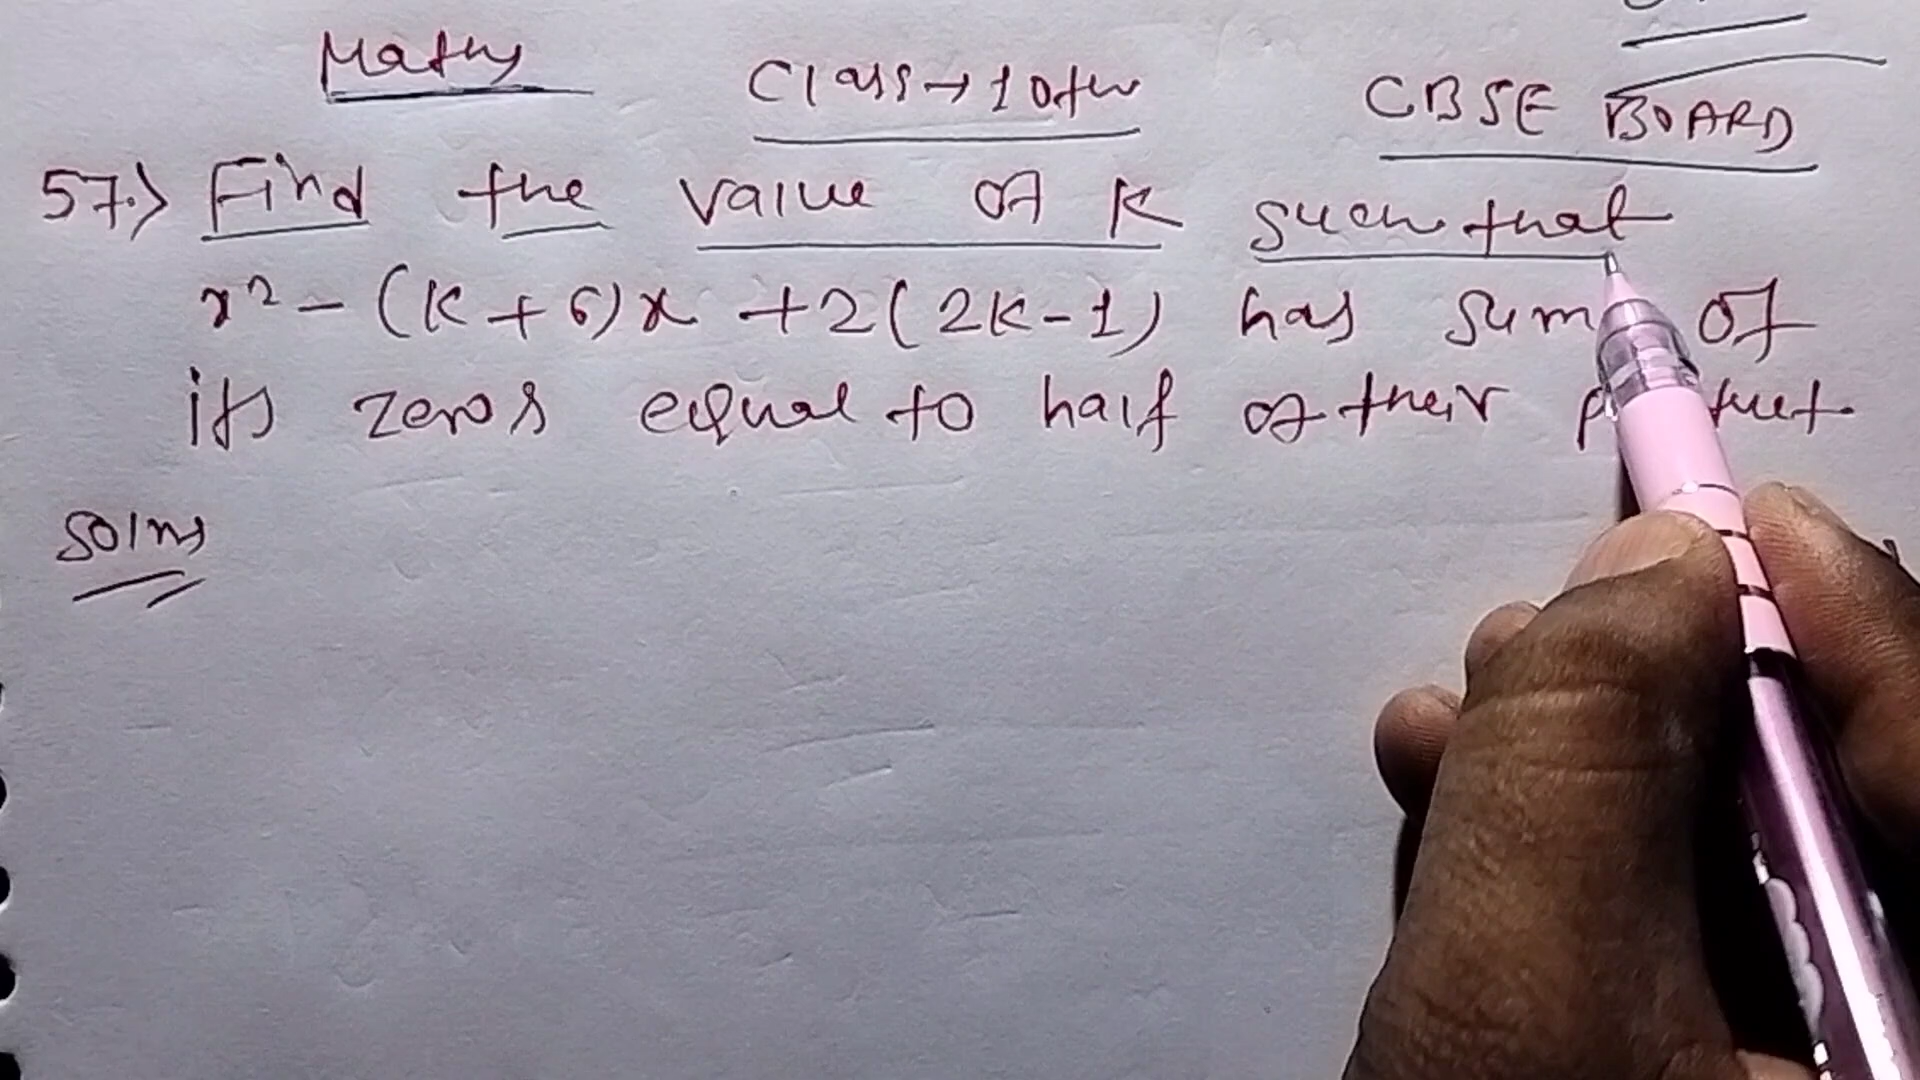 Maths Class→10th CBSE BOARD
57.) Find the value of K such that
x² - (K+6)x + 2(2K-1) has sum of
its zeros equal to half of their
Solns